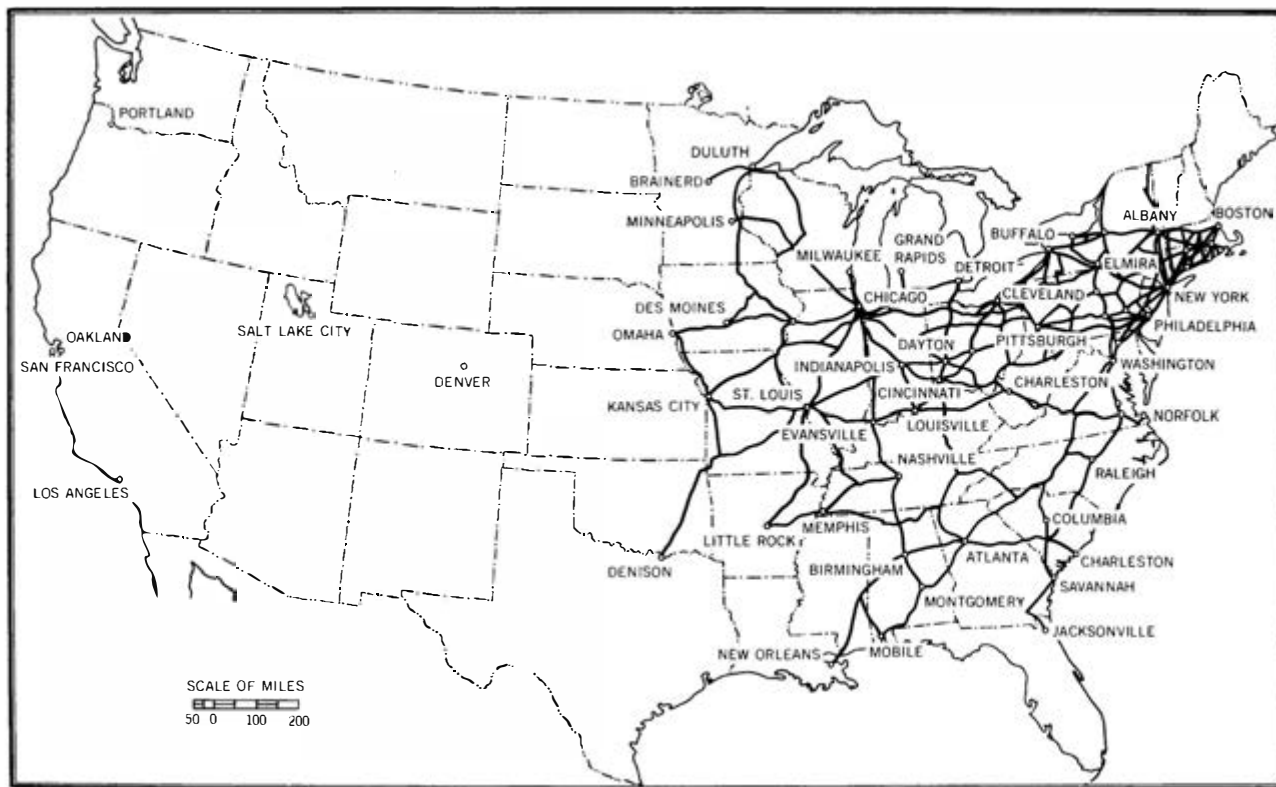 PORTLAND
DULUTH
BRAINERD
MINNEAPOLIS
ALBANY
BOSTON
BUFFALO
GRAND
RAPIDS
MILWAUKEE
DETROIT
ELMIRA
CHICAGO
CLEVELAND
NEW YORK
DES MOINES
SALT LAKE CITY
OMAHA
OAKLAND
PHILADELPHIA
DAYTON
PITTSBURGH
SAN FRANCISCO
INDIANAPOLIS
WASHINGTON
DENVER
CHARLESTON
ST. LOUIS
CINCINNATI
KANSAS CITY
NORFOLK
LOUISVILLE
EVANSVILLE
NASHVILLE
RALEIGH
LOS ANGELES
COLUMBIA
MEMPHIS
LITTLE ROCK
ATLANTA
CHARLESTON
DENISON
BIRMINGHAM
SAVANNAH
MONTGOMERY
JACKSONVILLE
NEW ORLEANS
MOBILE
SCALE OF MILES
50 0 100 200